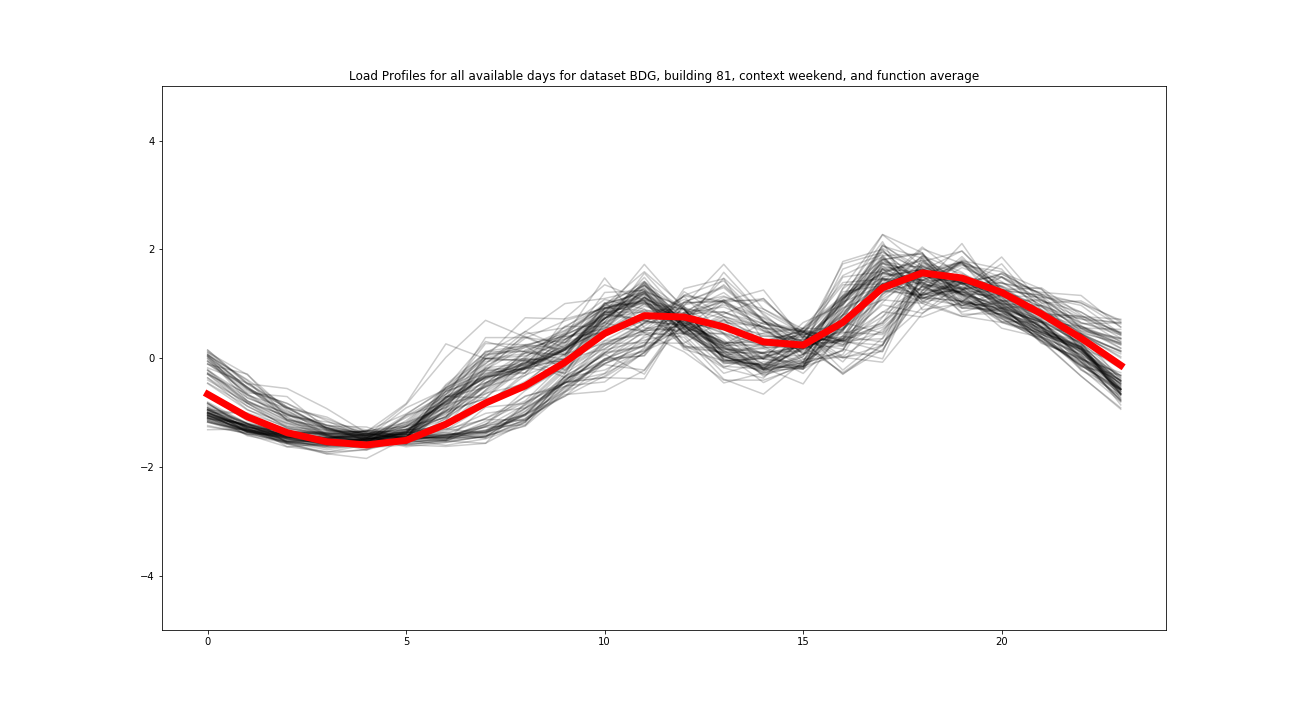 Load Profiles for all available days for dataset BDG, building 81, context weekend, and function average
4
2
0
−2
−4
0 5 10 15 20